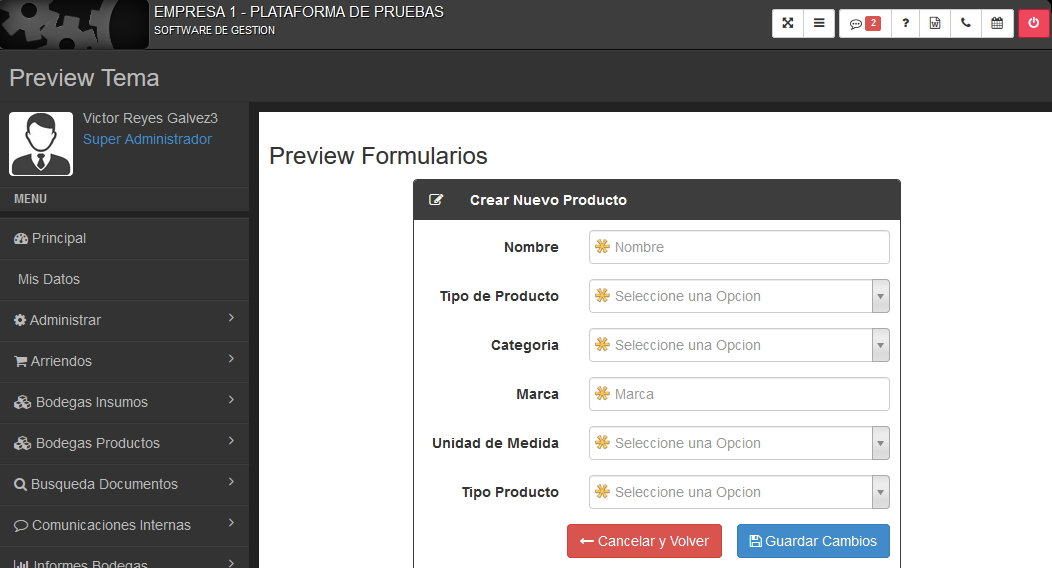 EMPRESA 1 - PLATAFORMA DE PRUEBAS
SOFTWARE DE GESTION
2
?
Preview Tema
Victor Reyes Galvez3
Super Administrador
MENU
Principal
Mis Datos
Administrar
Arriendos
Bodegas Insumos
Bodegas Productos
Busqueda Documentos
Comunicaciones Internas
Informes Bodegas
Preview Formularios
Crear Nuevo Producto
Nombre Nombre
Tipo de Producto Seleccione una Opcion
Categoria Seleccione una Opcion
Marca Marca
Unidad de Medida Seleccione una Opcion
Tipo Producto Seleccione una Opcion
Cancelar y Volver Guardar Cambios